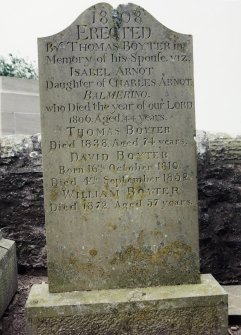 1808
ERECTED
By THOMAS BOYTER in
Memory of his Spouse. VIZ.
ISABEL ARNOT
Daughter of CHARLES ARNOT
BALMERINO.
who Died the year of our LORD
1806. Aged 44 years.
THOMAS BOYTER
Died 1838. Aged 74 years.
DAVID BOYTER
Born 16th October 1810.
Died 4th September 1852.
WILLIAM BOYTER
Died 1872. Aged 57 years.